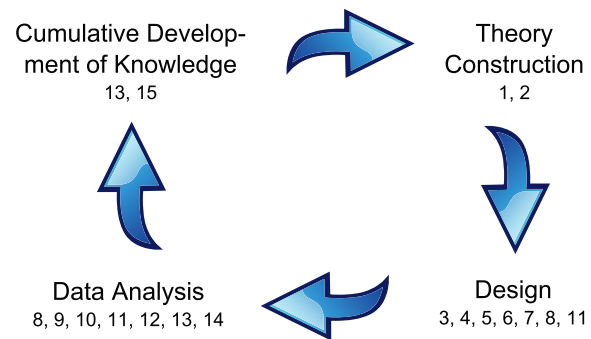 Cumulative Develop-
ment of Knowledge
13, 15
Theory
Construction
1, 2
Data Analysis
8, 9, 10, 11, 12, 13, 14
Design
3, 4, 5, 6, 7, 8, 11